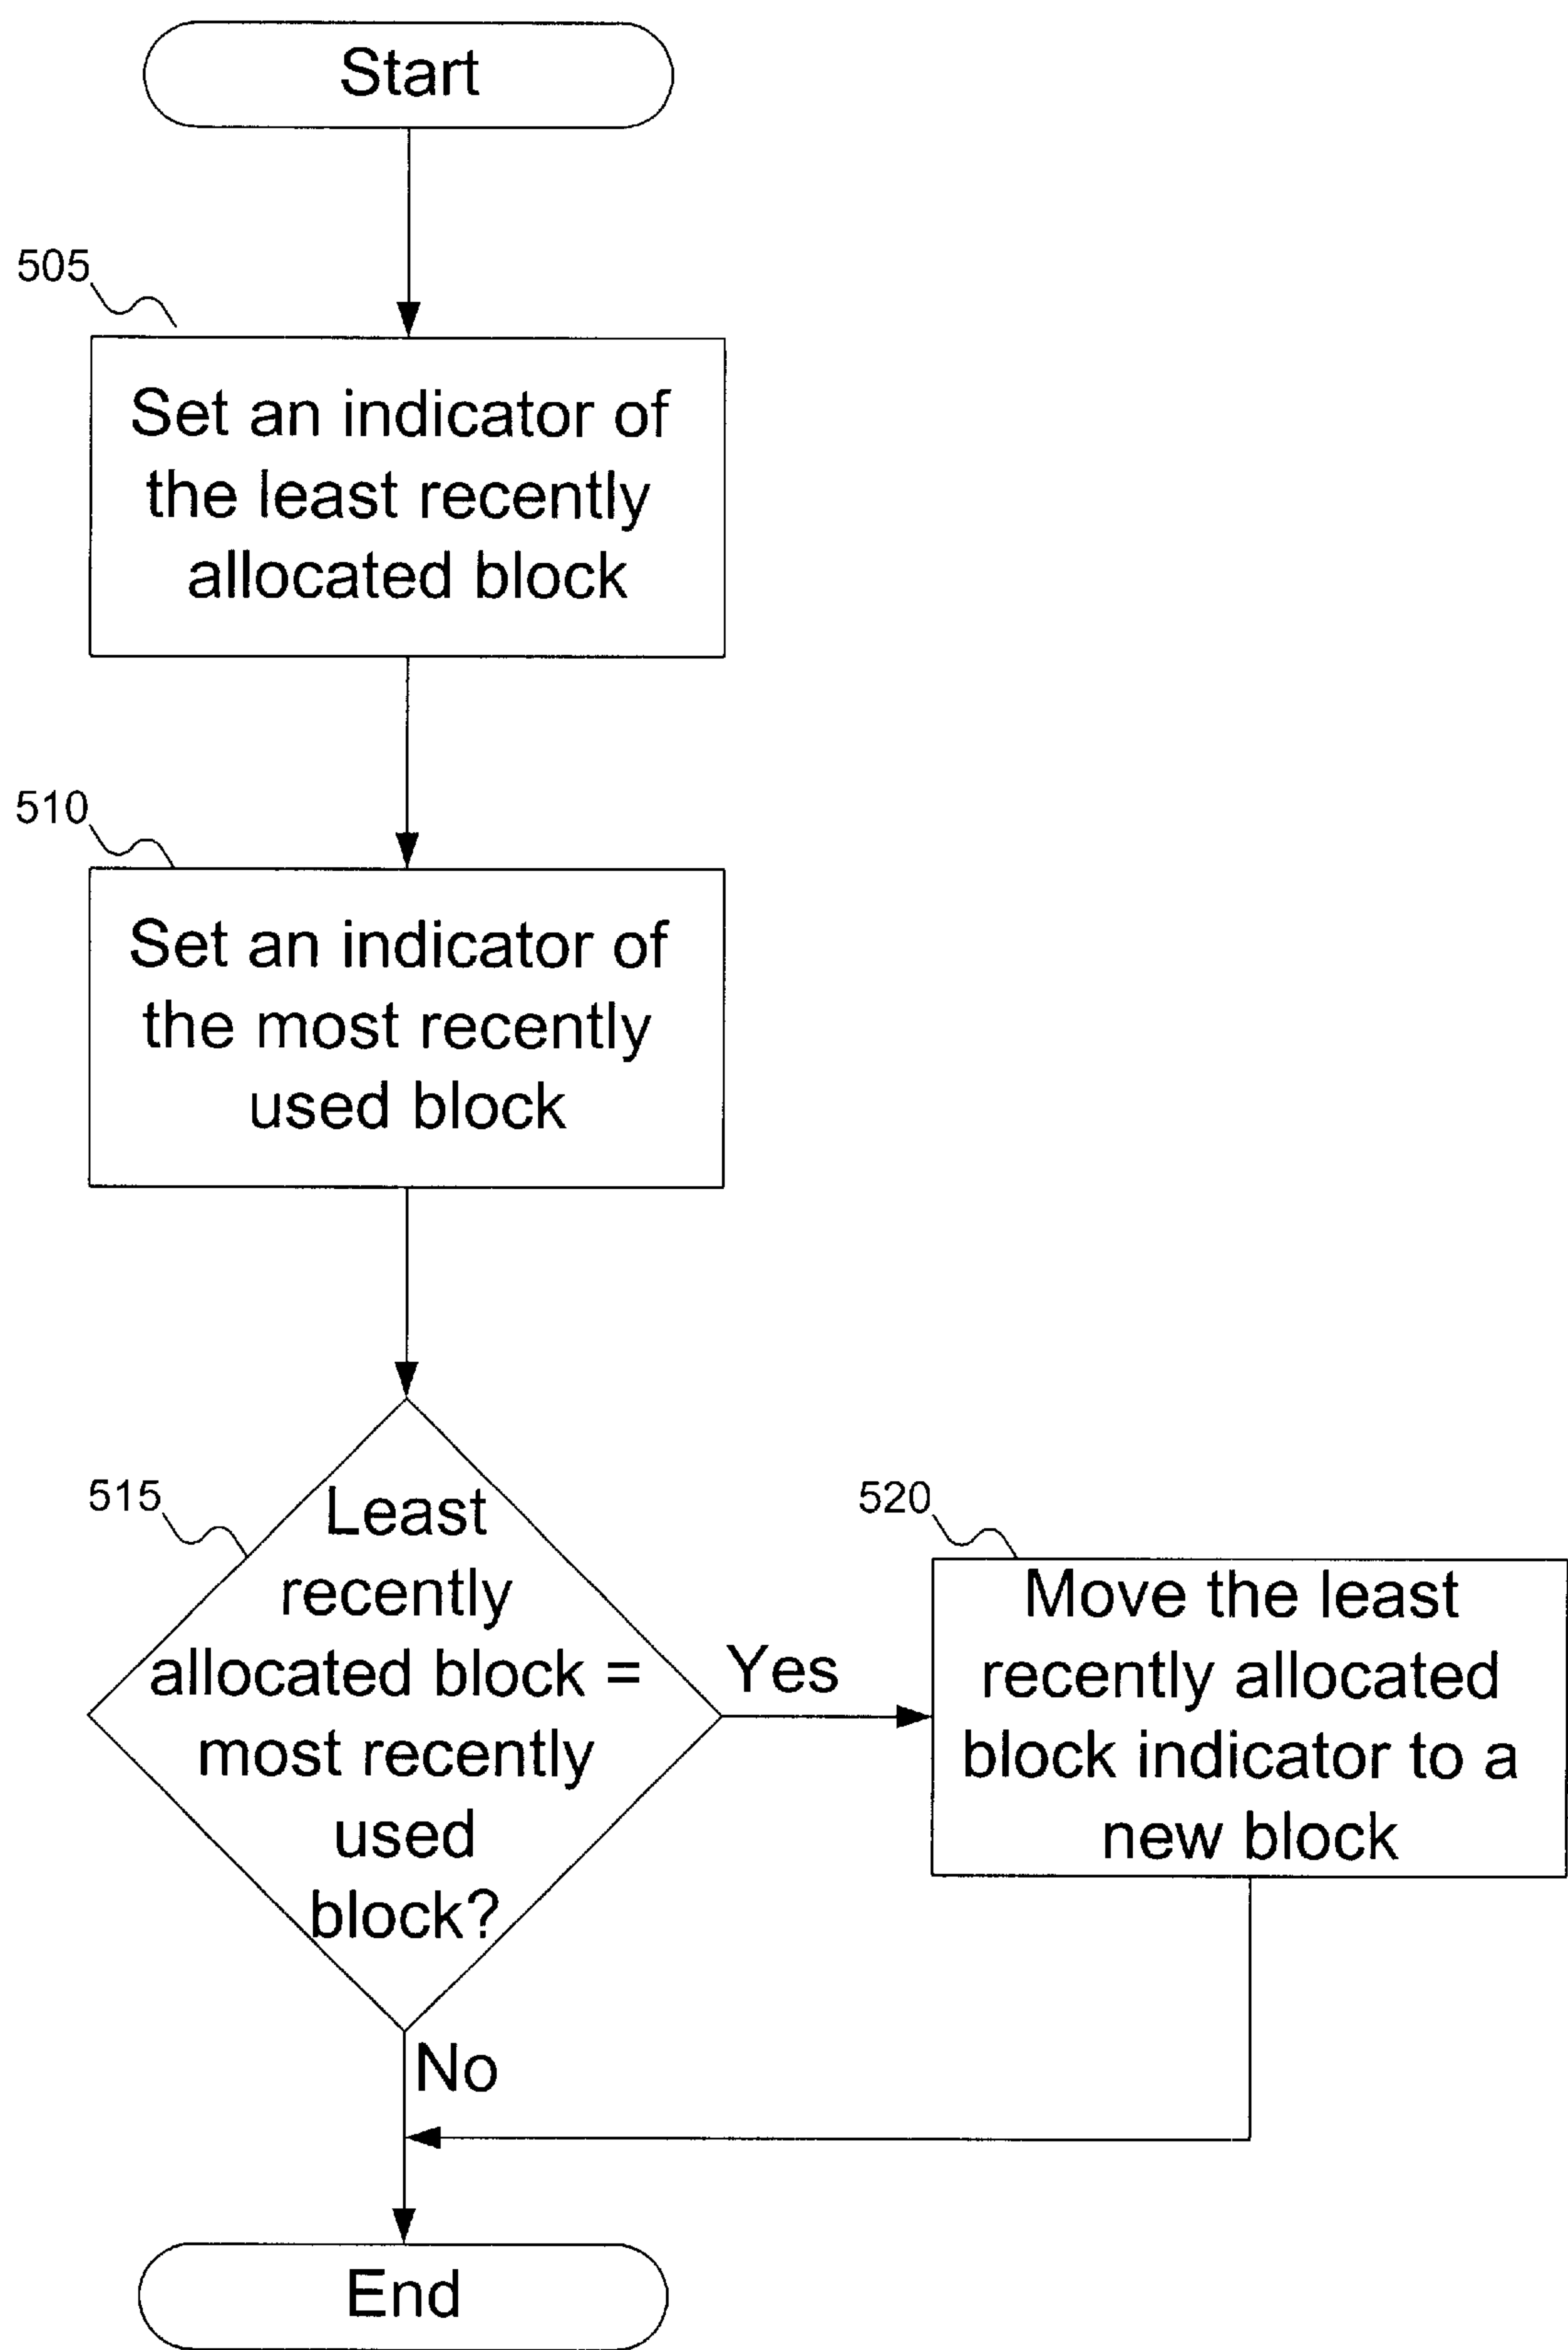 Start
505
Set an indicator of
the least recently
allocated block
510
Set an indicator of
the most recently
used block
515
Least
recently
allocated block =
most recently
used
block?
Yes
520
Move the least
recently allocated
block indicator to a
new block
No
End